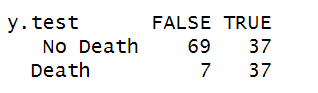 y.test FALSE TRUE
No Death 69 37
Death 7 37